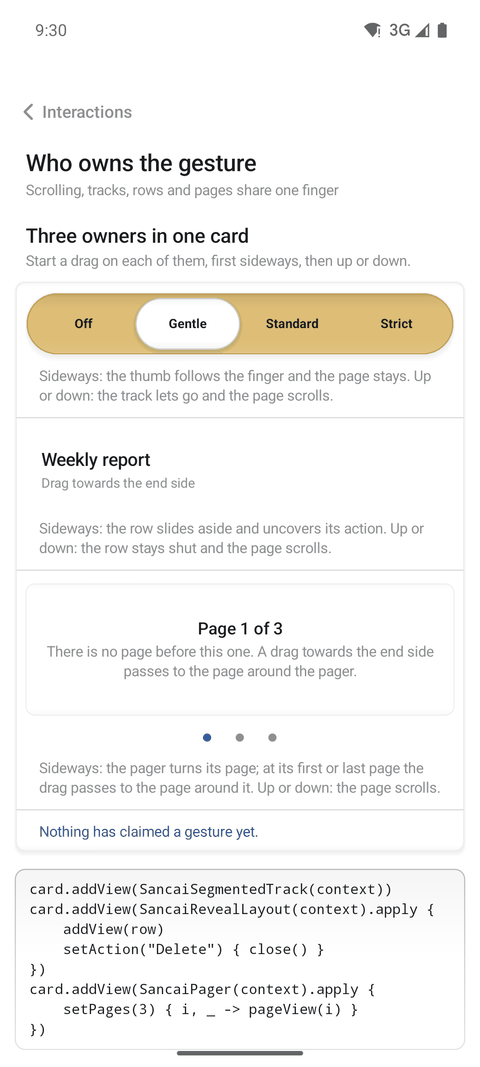 9:30
3G
Interactions
Who owns the gesture
Scrolling, tracks, rows and pages share one finger
Three owners in one card
Start a drag on each of them, first sideways, then up or down.
Off
Gentle
Standard
Strict
Sideways: the thumb follows the finger and the page stays. Up
or down: the track lets go and the page scrolls.
Weekly report
Drag towards the end side
Sideways: the row slides aside and uncovers its action. Up or
down: the row stays shut and the page scrolls.
Page 1 of 3
There is no page before this one. A drag towards the end side
passes to the page around the pager.
Sideways: the pager turns its page; at its first or last page the
drag passes to the page around it. Up or down: the page scrolls.
Nothing has claimed a gesture yet.
card.addView(SancaiSegmentedTrack(context))
card.addView(SancaiRevealLayout(context).apply {
    addView(row)
    setAction("Delete") { close() }
})
card.addView(SancaiPager(context).apply {
    setPages(3) { i, _ -> pageView(i) }
})